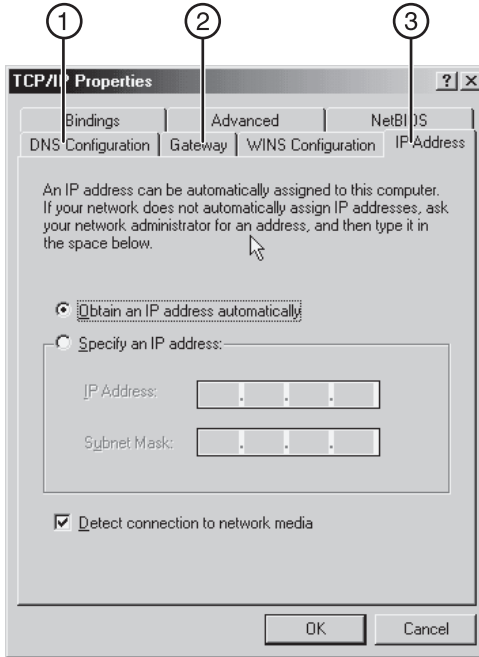 1 2 3
TCP/IP Properties
Bindings Advanced NetBIOS
DNS Configuration Gateway WINS Configuration IP Address
An IP address can be automatically assigned to this computer.
If your network does not automatically assign IP addresses, ask
your network administrator for an address, and then type it in
the space below.
Obtain an IP address automatically
Specify an IP address:
IP Address:
Subnet Mask:
Detect connection to network media
OK Cancel